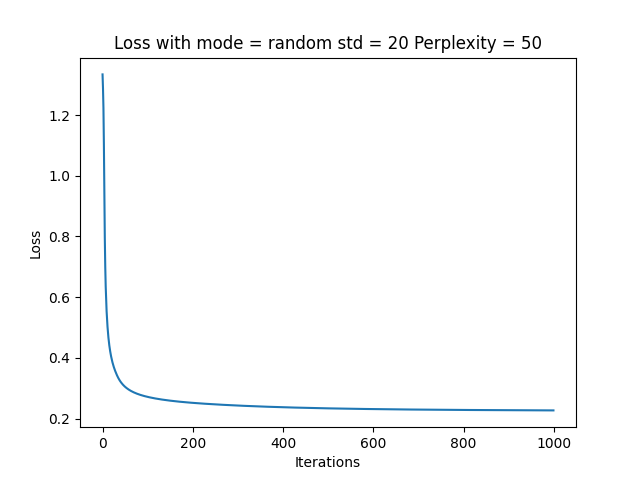 Loss with mode = random std = 20 Perplexity = 50
1.2
1.0
0.8
0.6
0.4
0.2
Loss
0 200 400 600 800 1000
Iterations